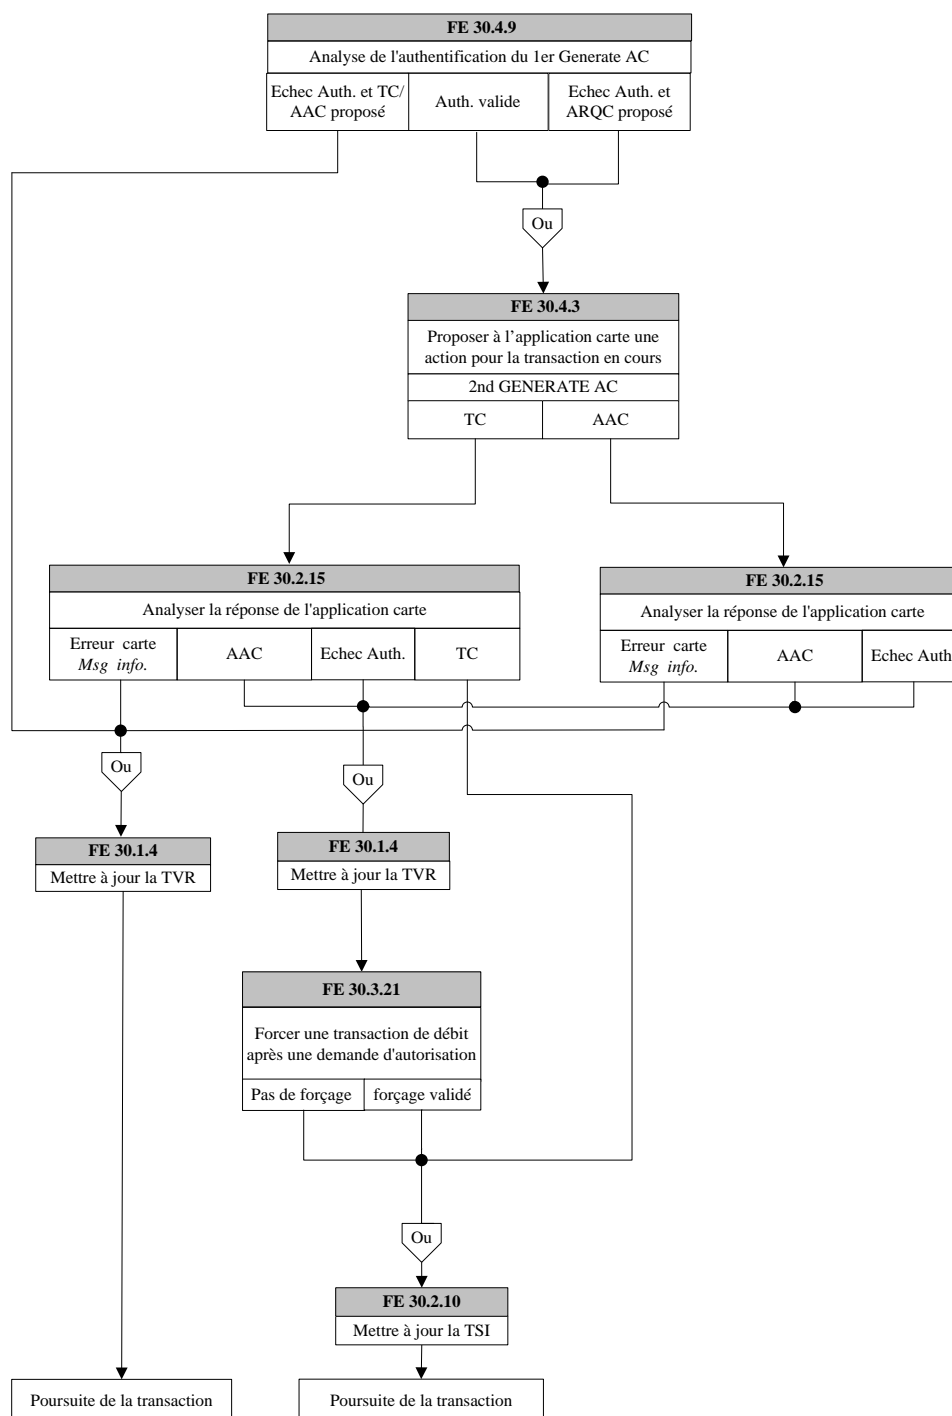 FE 30.4.9
Analyse de l'authentification du 1er Generate AC
Echec Auth. et TC/
AAC proposé
Auth. valide
Echec Auth. et
ARQC proposé
Ou
FE 30.4.3
Proposer à l’application carte une
action pour la transaction en cours
2nd GENERATE AC
TC
AAC
FE 30.2.15
Analyser la réponse de l'application carte
Erreur carte
Msg info.
AAC
Echec Auth.
TC
FE 30.2.15
Analyser la réponse de l'application carte
Erreur carte
Msg info.
AAC
Echec Auth
Ou
Ou
FE 30.1.4
Mettre à jour la TVR
FE 30.1.4
Mettre à jour la TVR
FE 30.3.21
Forcer une transaction de débit
après une demande d'autorisation
Pas de forçage
forçage validé
Ou
FE 30.2.10
Mettre à jour la TSI
Poursuite de la transaction
Poursuite de la transaction